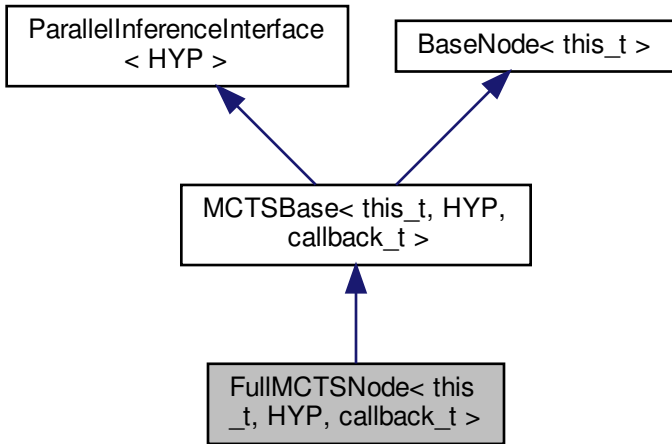 ParallelInferenceInterface
< HYP >
BaseNode< this_t >
MCTSBase< this_t, HYP,
callback_t >
FullMCTSNode< this
_t, HYP, callback_t >